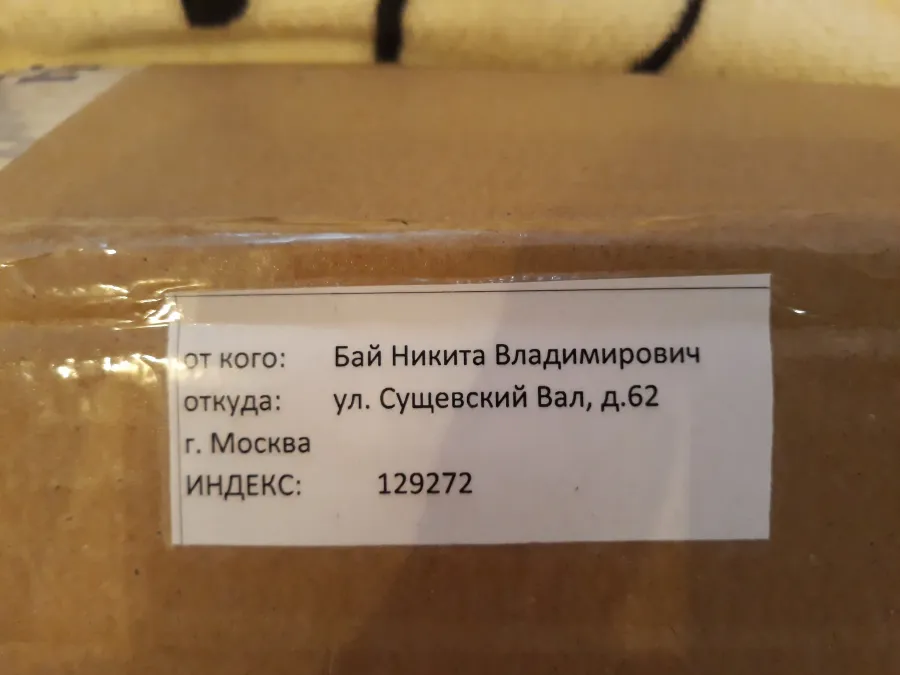 от кого: Бай Никита Владимирович
откуда: ул. Сущевский Вал, д.62
г. Москва
ИНДЕКС: 129272